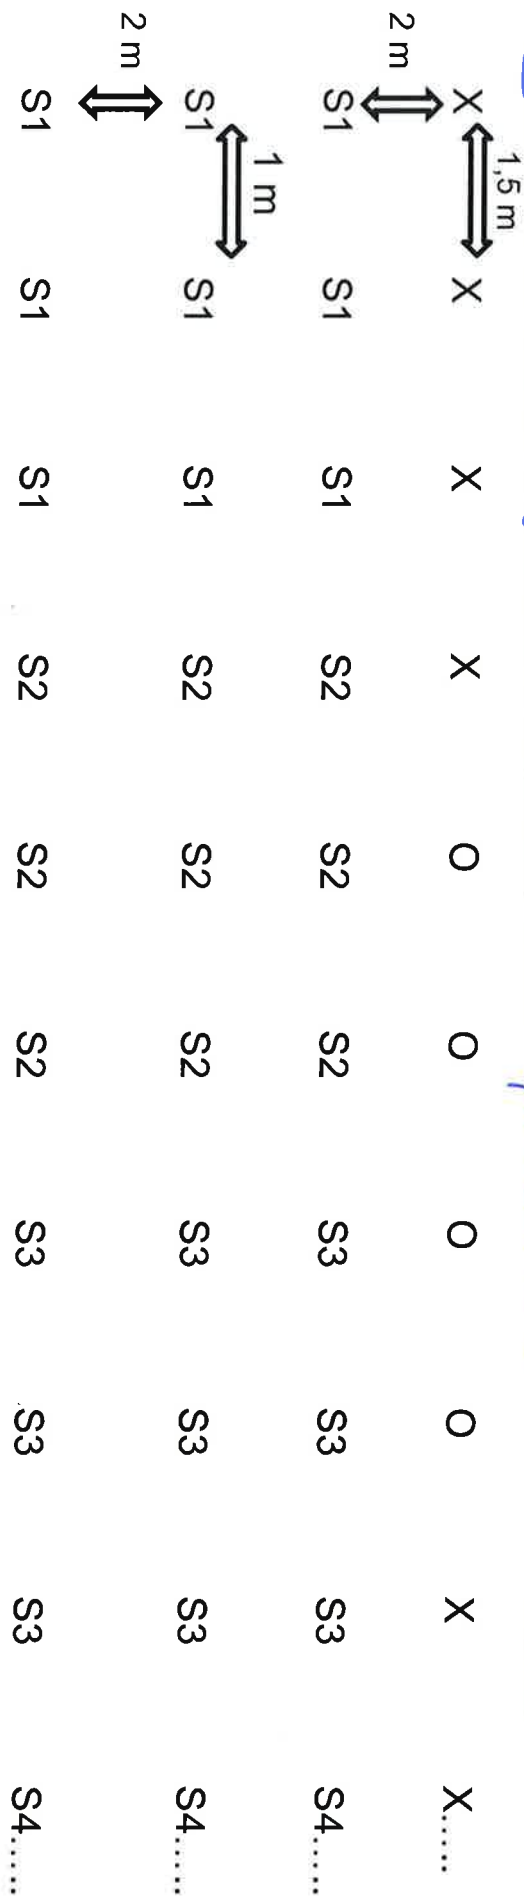 1,5 m
X X X X O O O O X X......
2 m
S1 S1 S1 S2 S2 S2 S3 S3 S3 S4......
1 m
S1 S1 S1 S2 S2 S2 S3 S3 S3 S4......
2 m
S1 S1 S1 S2 S2 S2 S3 S3 S3 S4......